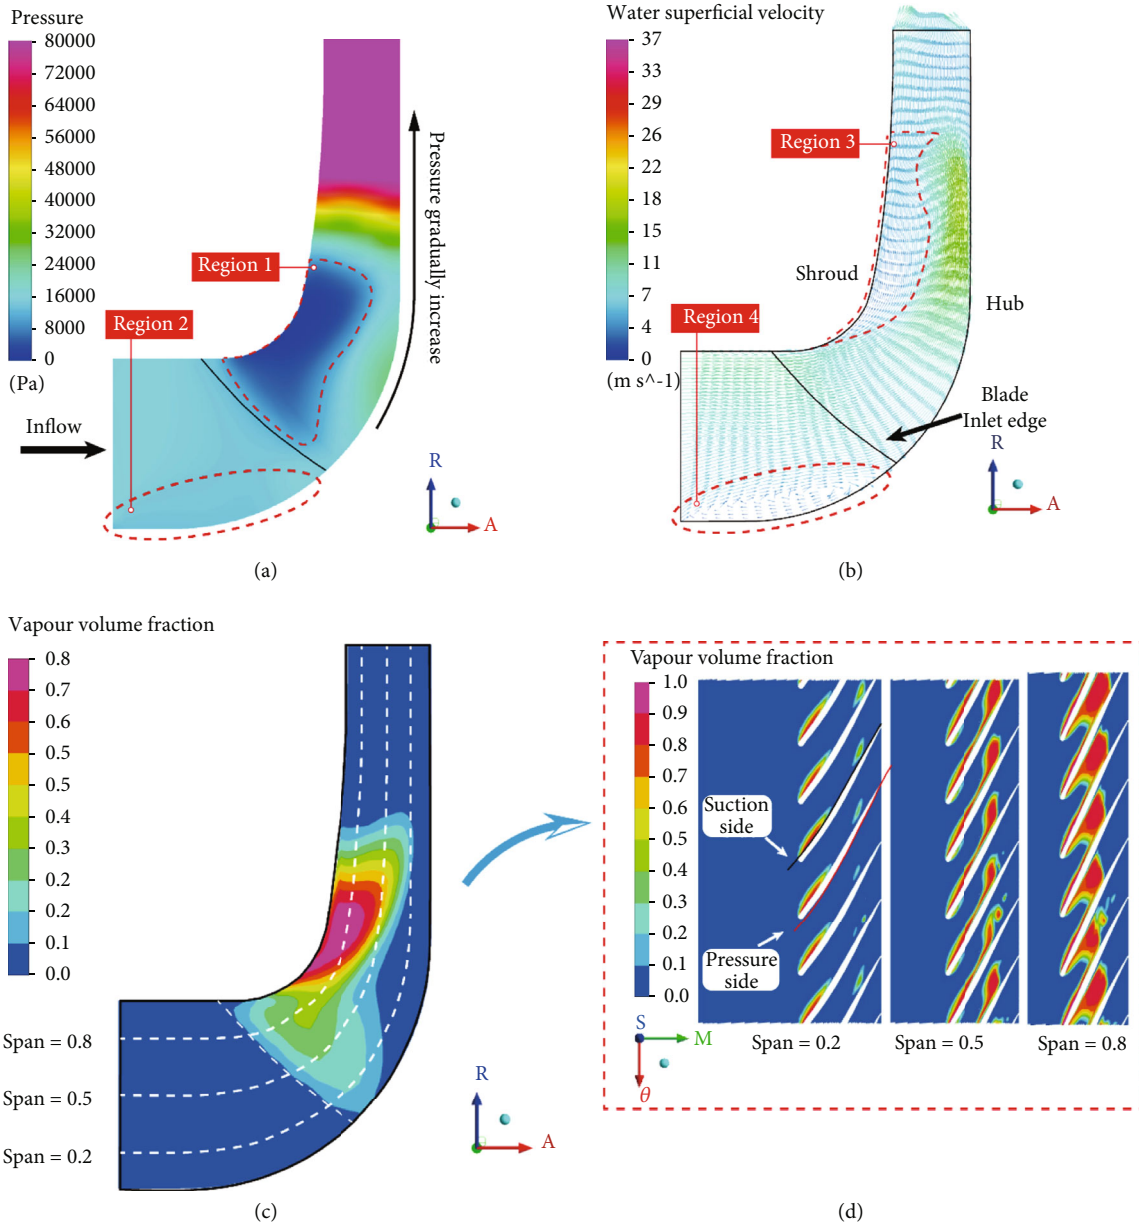 Pressure
80000
72000
64000
56000
48000
40000
32000
24000
16000
8000
0
(Pa)
Region 1
Region 2
Inflow
Pressure gradually increase
R
A
(a)
Water superficial velocity
37
37
33
29
26
22
18
15
11
7
4
0
(m s^-1)
Region 3
Shroud
Region 4
Hub
Blade
Inlet edge
R
A
(b)
Vapour volume fraction
0.8
0.7
0.6
0.5
0.4
0.3
0.2
0.2
0.1
0.0
Span = 0.8
Span = 0.5
Span = 0.2
R
A
(c)
Vapour volume fraction
1.0
0.9
0.8
0.7
0.6
0.5
0.4
0.3
0.2
0.1
0.0
Suction
side
Pressure
side
S
M
θ
Span = 0.2
Span = 0.5
Span = 0.8
(d)